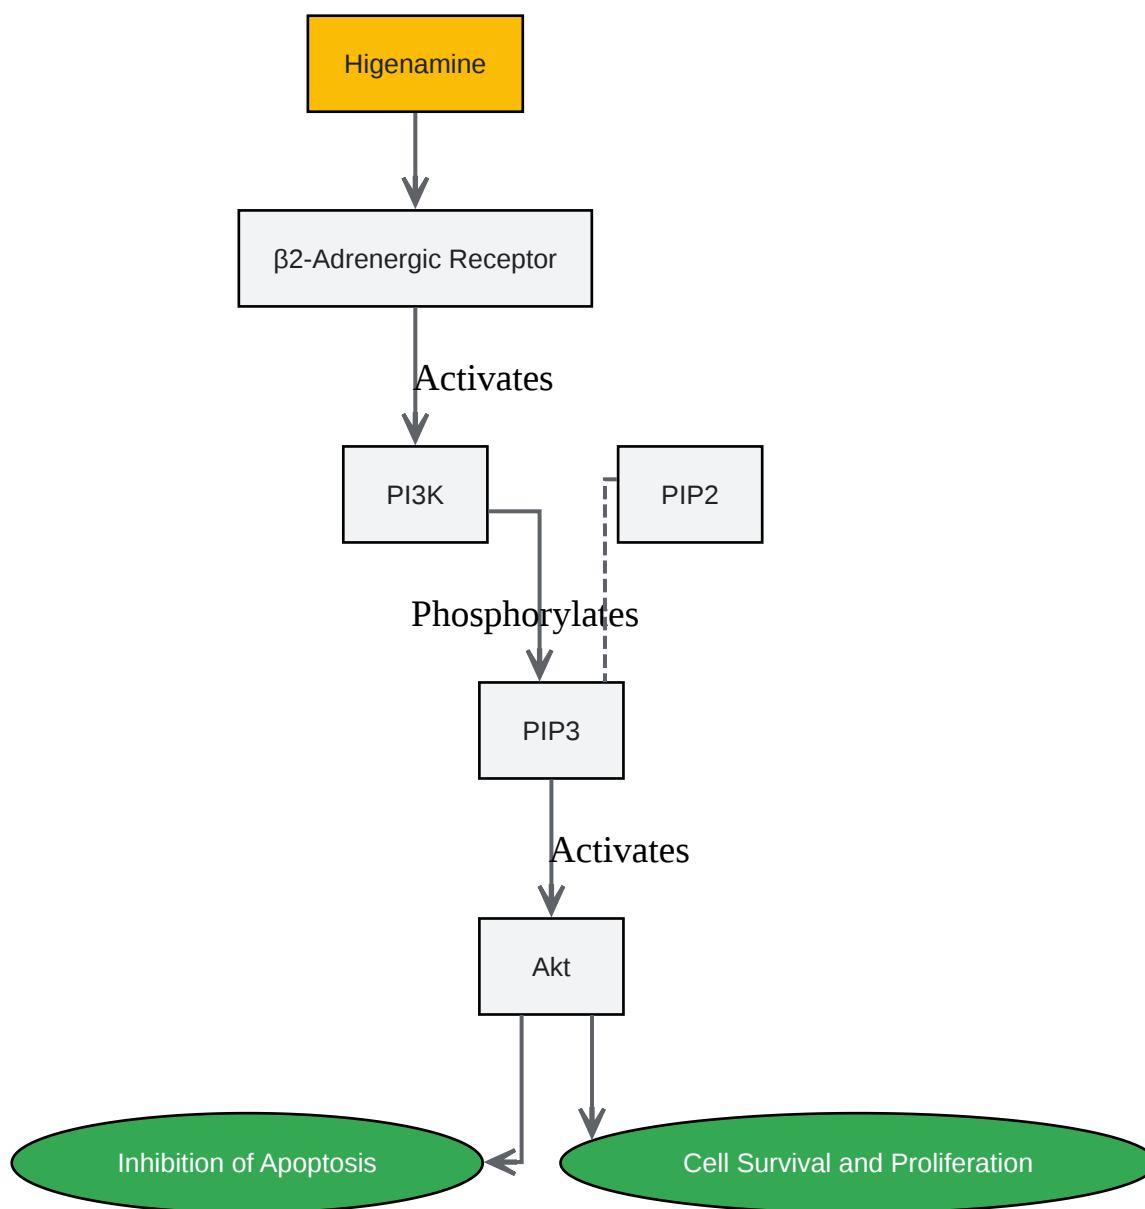 Higenamine
β2-Adrenergic Receptor
Activates
PI3K
PIP2
Phosphorylates
PIP3
Activates
Akt
Inhibition of Apoptosis
Cell Survival and Proliferation